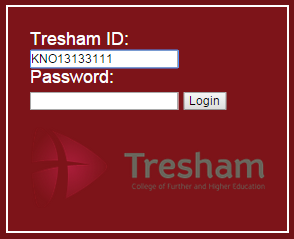 Tresham ID:
KNO13133111
Password:
Login
Tresham
College of Further and Higher Education